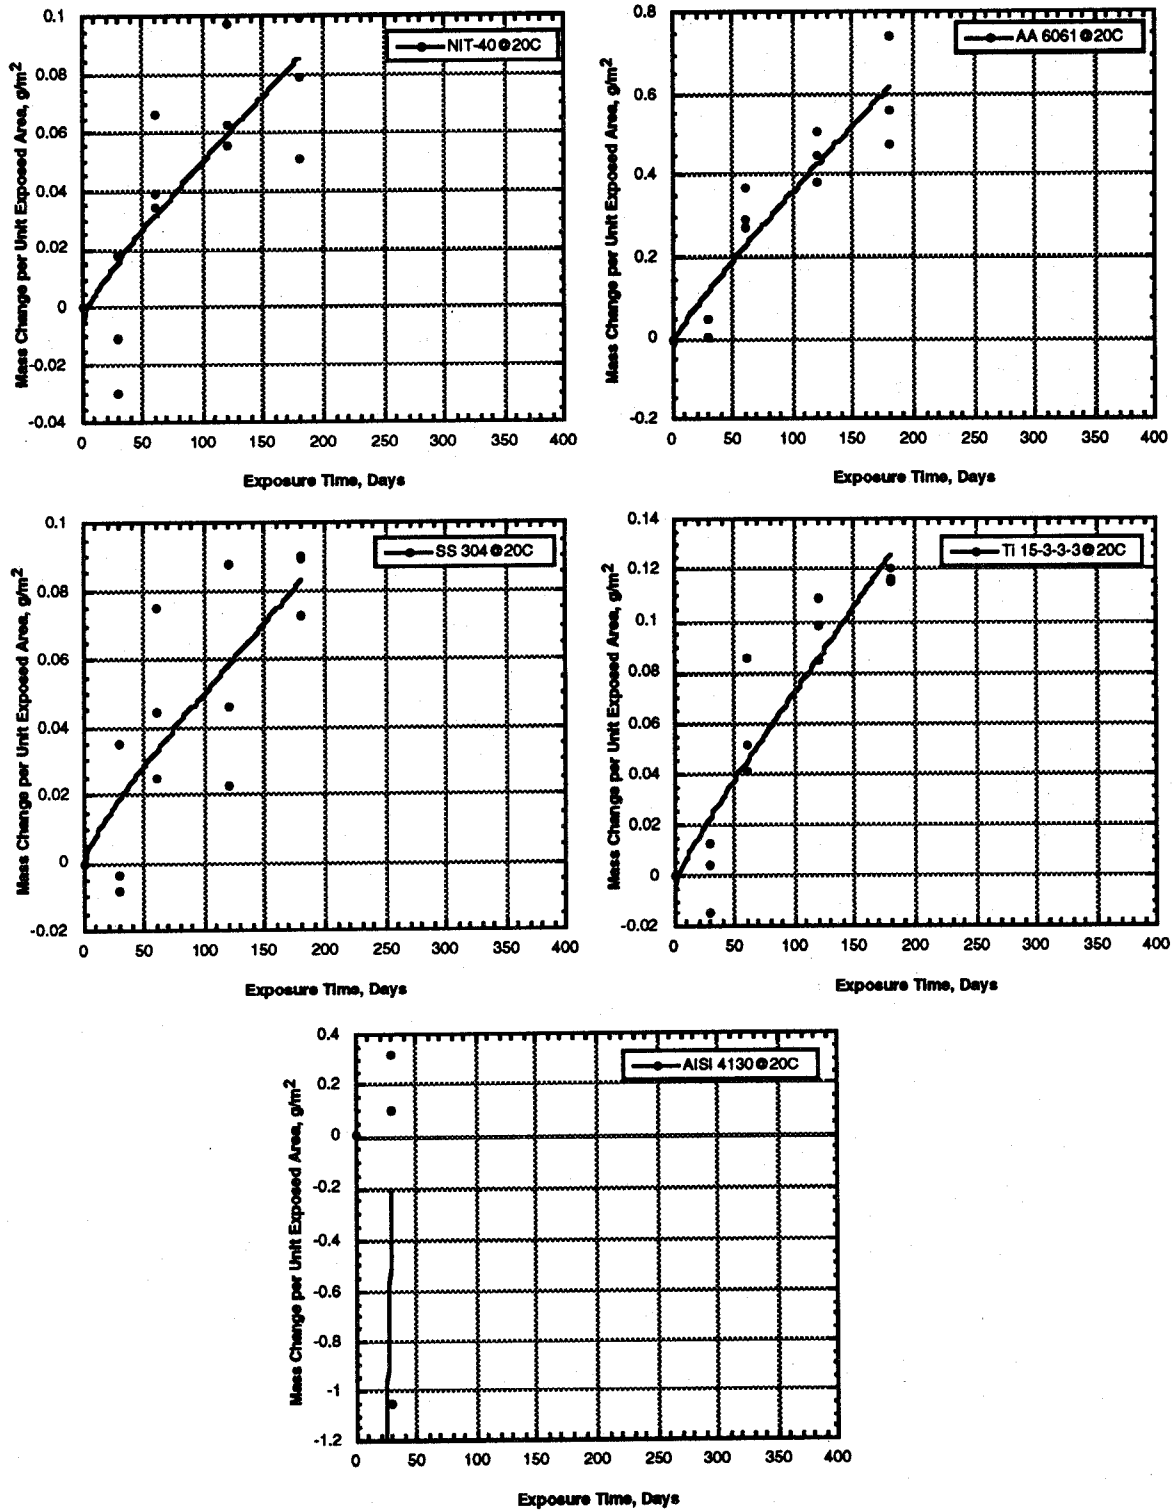 NIT-40 @ 20C
Mass Change per Unit Exposed Area, g/m2
0.1
0.08
0.06
0.04
0.02
0
-0.02
-0.04
0 50 100 150 200 250 300 350 400
Exposure Time, Days
AA 6061 @ 20C
Mass Change per Unit Exposed Area, g/m2
0.8
0.6
0.4
0.2
0
-0.2
0 50 100 150 200 250 300 350 400
Exposure Time, Days
SS 304 @ 20C
Mass Change per Unit Exposed Area, g/m2
0.1
0.08
0.06
0.04
0.02
0
-0.02
0 50 100 150 200 250 300 350 400
Exposure Time, Days
Ti 15-3-3-3 @ 20C
Mass Change per Unit Exposed Area, g/m2
0.14
0.12
0.1
0.08
0.06
0.04
0.02
0
-0.02
0 50 100 150 200 250 300 350 400
Exposure Time, Days
AISI 4130 @ 20C
Mass Change per Unit Exposed Area, g/m2
0.4
0.2
0
-0.2
-0.4
-0.6
-0.8
-1
-1.2
0 50 100 150 200 250 300 350 400
Exposure Time, Days